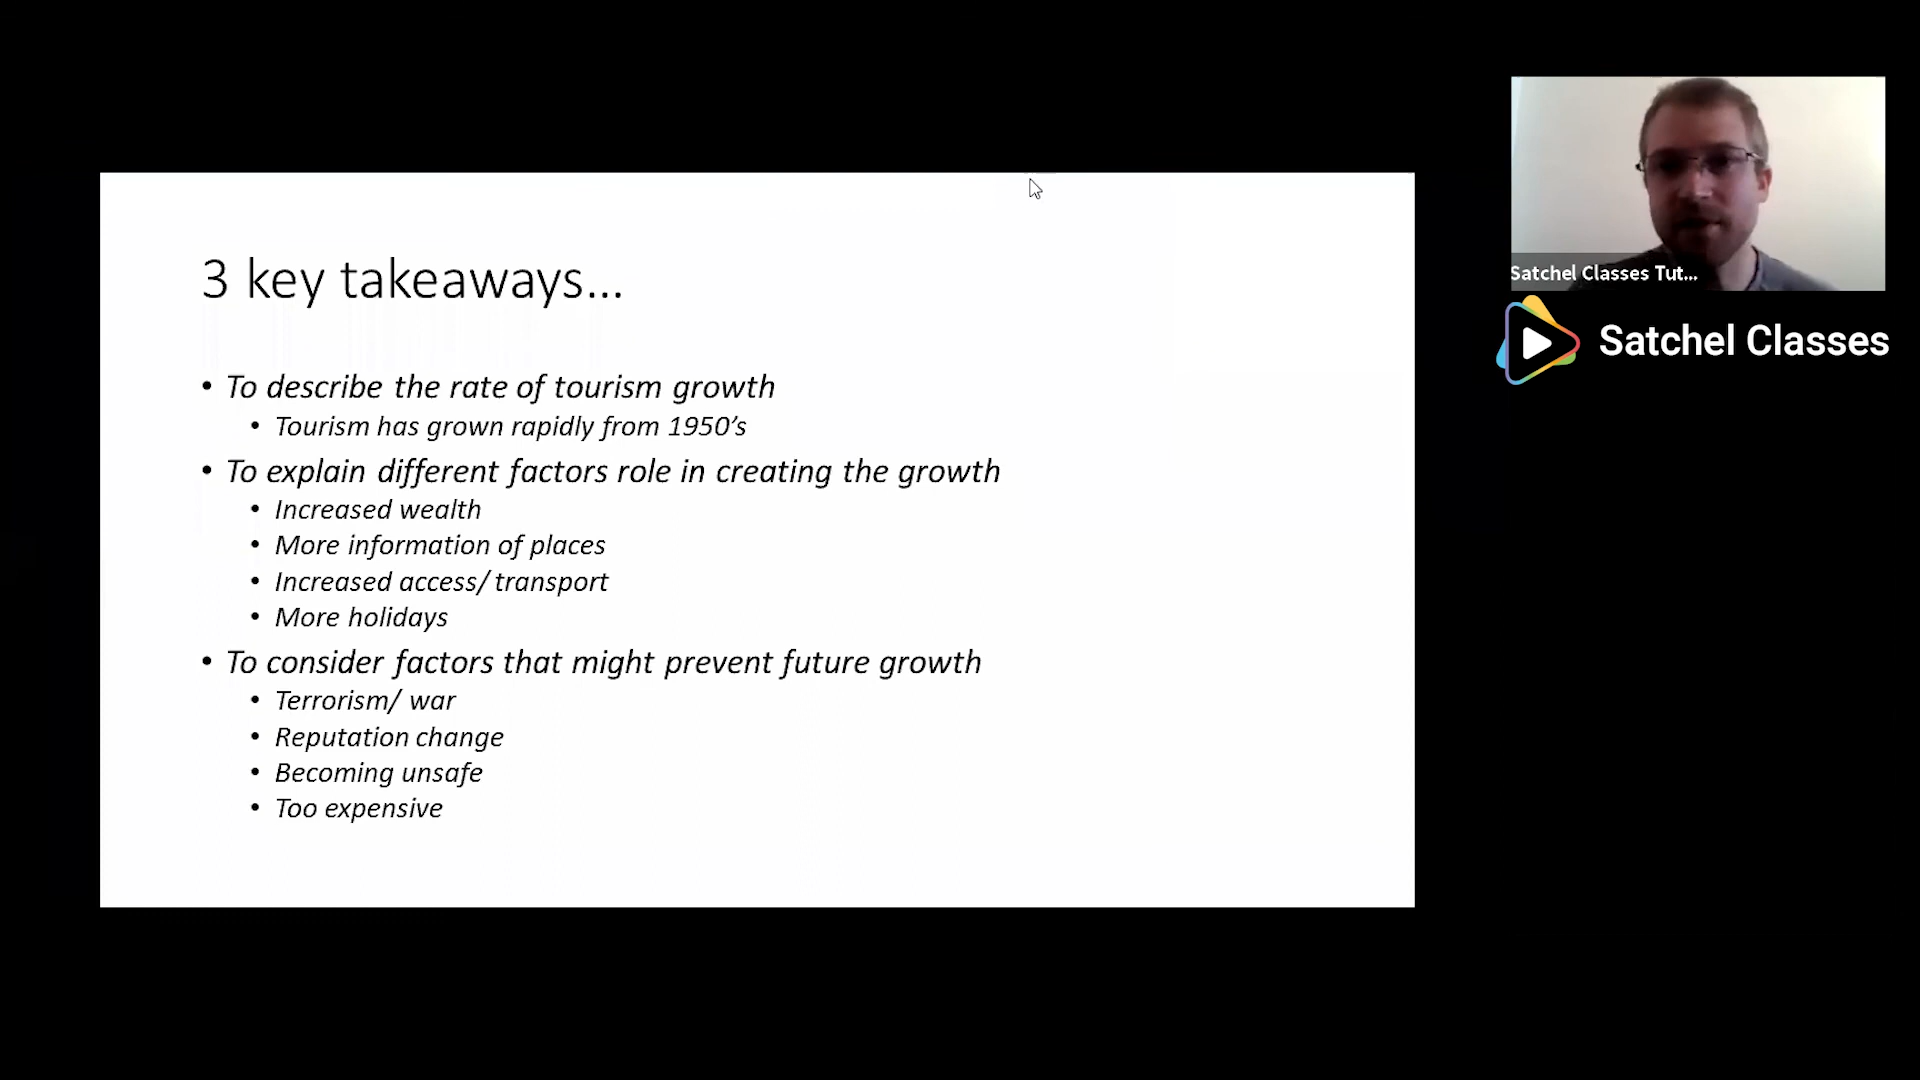 3 key takeaways...
• To describe the rate of tourism growth
• Tourism has grown rapidly from 1950’s
• To explain different factors role in creating the growth
• Increased wealth
• More information of places
• Increased access/ transport
• More holidays
• To consider factors that might prevent future growth
• Terrorism/ war
• Reputation change
• Becoming unsafe
• Too expensive
Satchel Classes Tut...
Satchel Classes